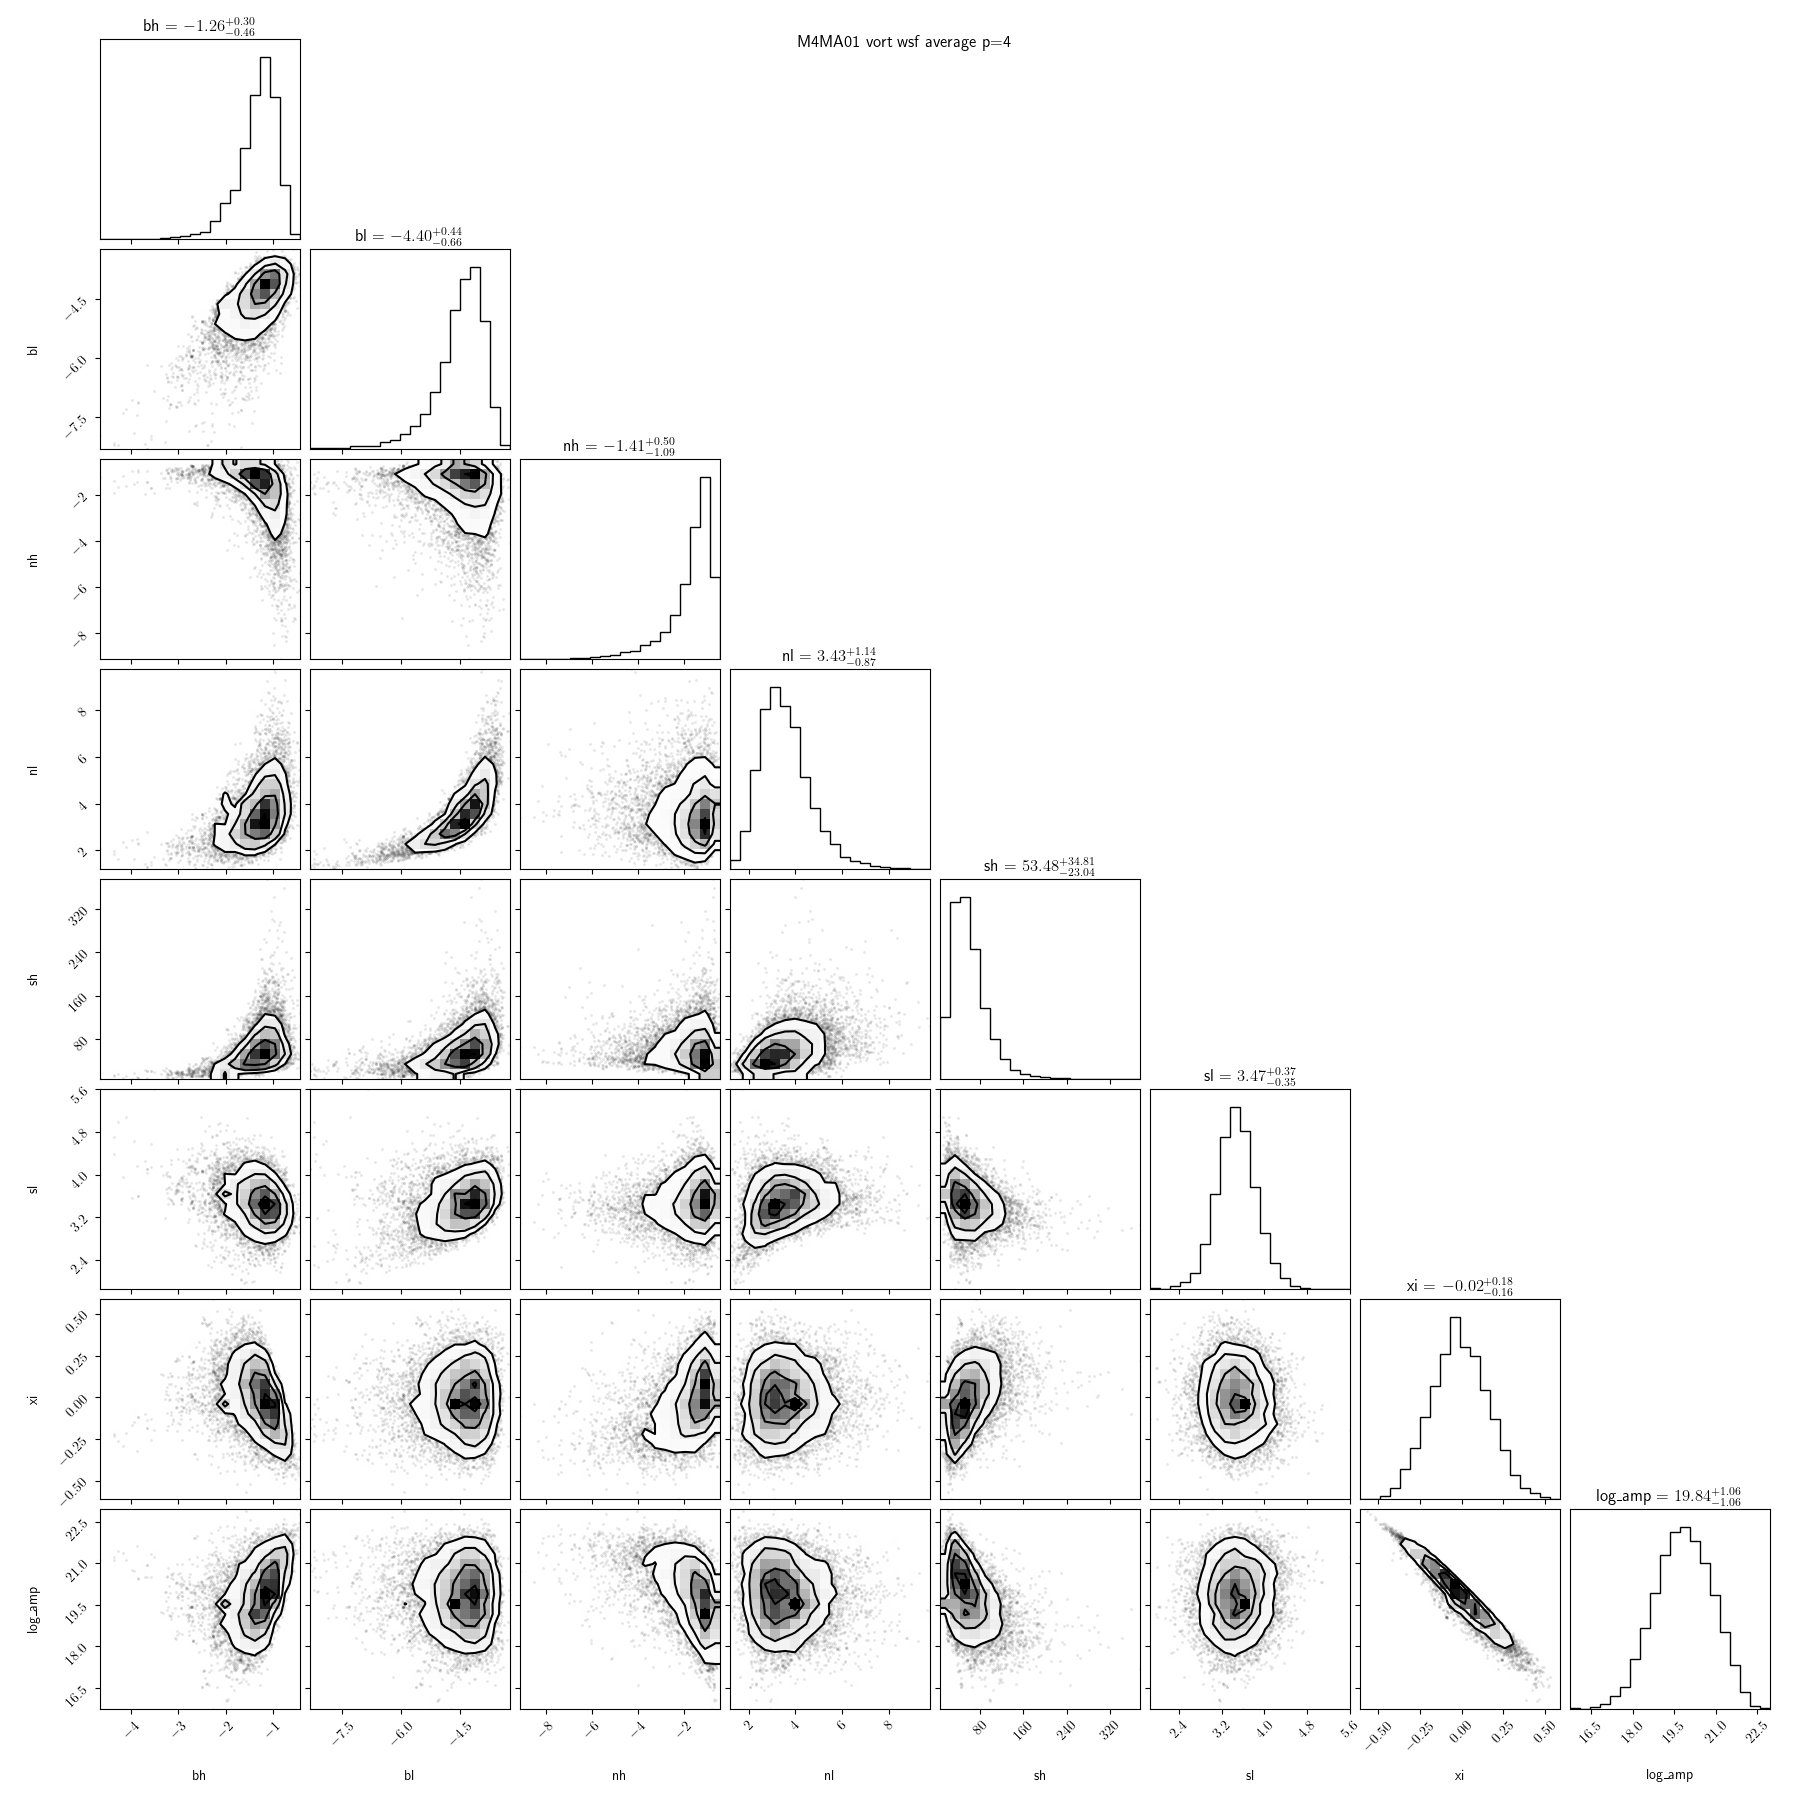 bh = −1.26+0.30−0.46
M4MA01 vort wsf average p=4
bl = −4.40+0.44−0.66
−4.5
−6.0
−7.5
bl
nh = −1.41+0.50−1.09
−2
−4
−6
−8
nh
nl = 3.43+1.14−0.87
8
6
4
2
nl
sh = 53.48+34.81−23.04
320
240
160
80
sh
sl = 3.47+0.37−0.35
5.6
4.8
4.0
3.2
2.4
sl
xi = −0.02+0.18−0.16
0.50
0.25
0.00
−0.25
−0.50
xi
log_amp = 19.84+1.06−1.06
22.5
21.0
19.5
18.0
16.5
log_amp
−4 −3 −2 −1 −7.5 −6.0 −4.5 −8 −6 −4 −2 2 4 6 8 80 160 240 320 2.4 3.2 4.0 4.8 5.6 −0.50 −0.25 0.00 0.25 0.50 16.5 18.0 19.5 21.0 22.5
bh bl nh nl sh sl xi log_amp